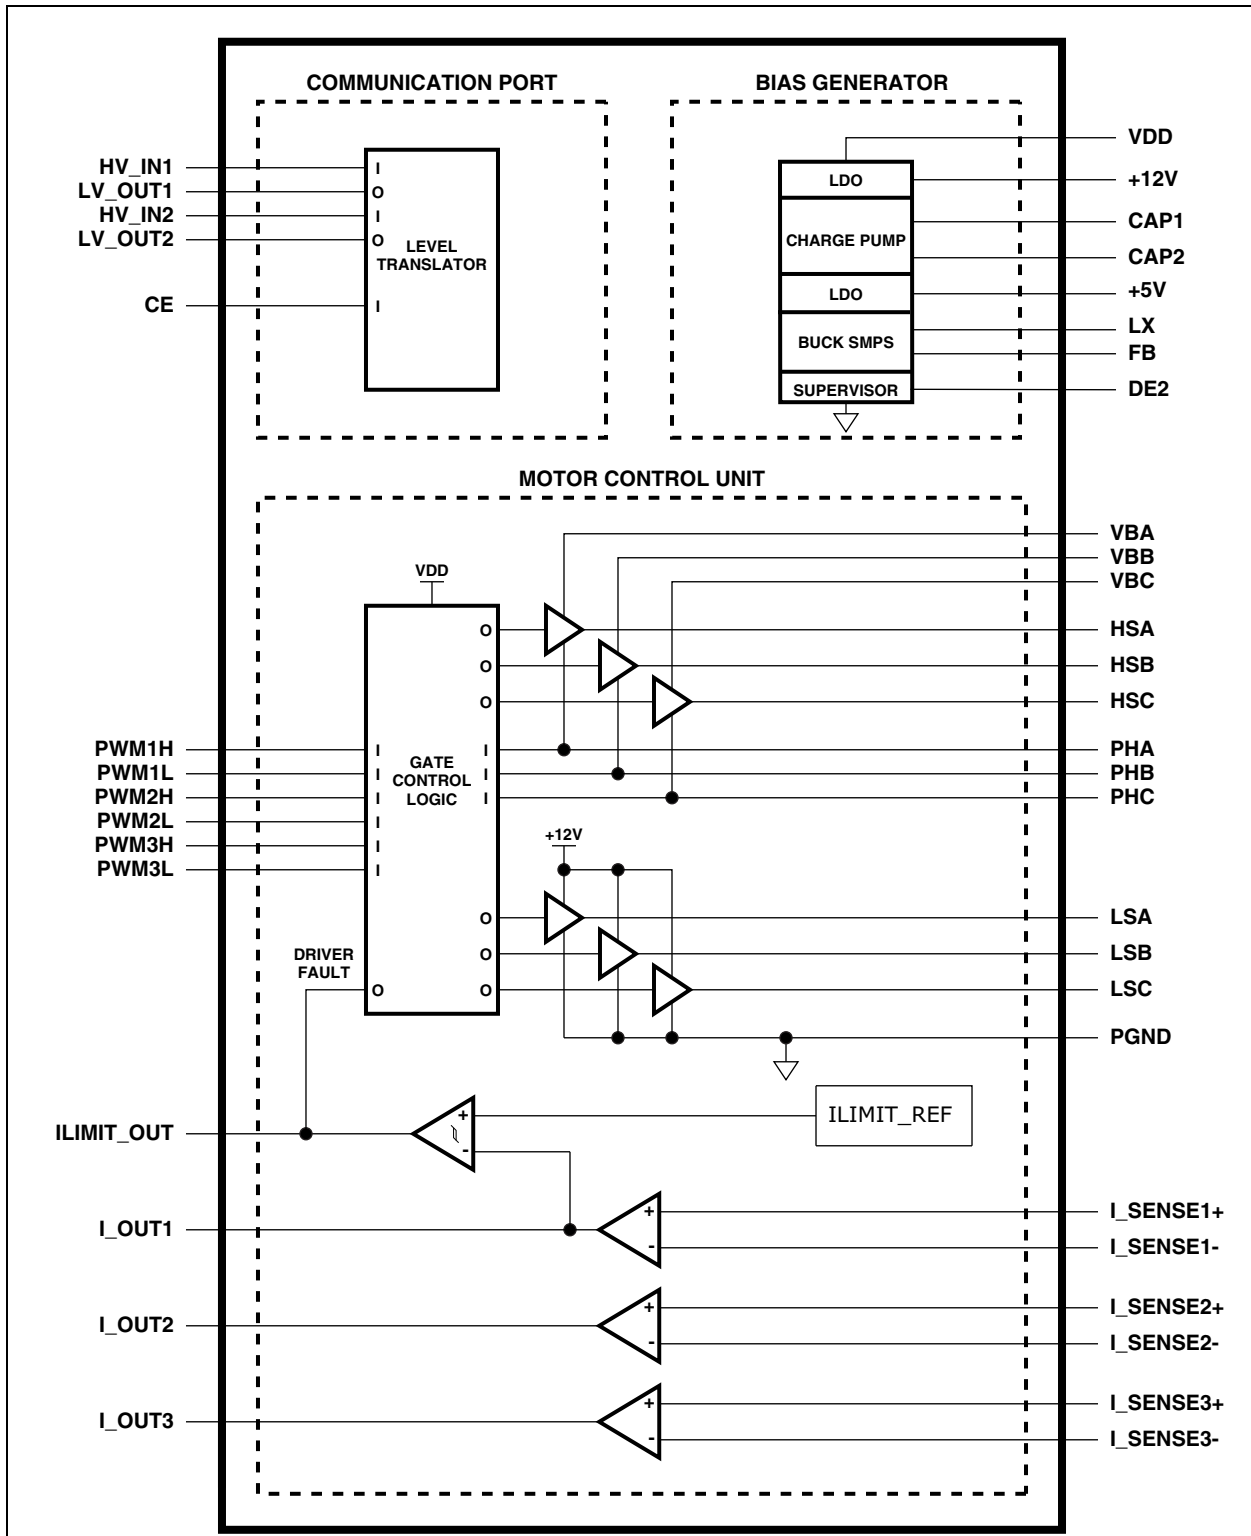 COMMUNICATION PORT
BIAS GENERATOR
HV_IN1
LV_OUT1
HV_IN2
LV_OUT2
CE
I
O
I
O
I
LEVEL
TRANSLATOR
LDO
CHARGE PUMP
LDO
BUCK SMPS
SUPERVISOR
VDD
+12V
CAP1
CAP2
+5V
LX
FB
DE2
MOTOR CONTROL UNIT
VDD
PWM1H
PWM1L
PWM2H
PWM2L
PWM3H
PWM3L
I
I
I
I
I
I
GATE
CONTROL
LOGIC
O
O
O
I
I
I
O
O
O
DRIVER
FAULT
O
+12V
VBA
VBB
VBC
HSA
HSB
HSC
PHA
PHB
PHC
LSA
LSB
LSC
PGND
ILIMIT_OUT
+
-
ILIMIT_REF
I_OUT1
+
-
I_SENSE1+
I_SENSE1-
I_OUT2
+
-
I_SENSE2+
I_SENSE2-
I_OUT3
+
-
I_SENSE3+
I_SENSE3-